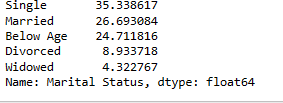 Single 35.338617
Married 26.693084
Below Age 24.711816
Divorced 8.933718
Widowed 4.322767
Name: Marital Status, dtype: float64